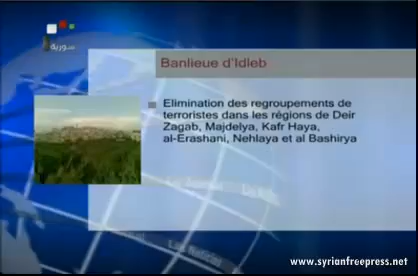 سورية
Banlieue d'Idleb
Elimination des regroupements de
terroristes dans les régions de Deir
Zagab, Majdelya, Kafr Haya,
al-Erashani, Nehlaya et al Bashirya
www.syrianfreepress.net